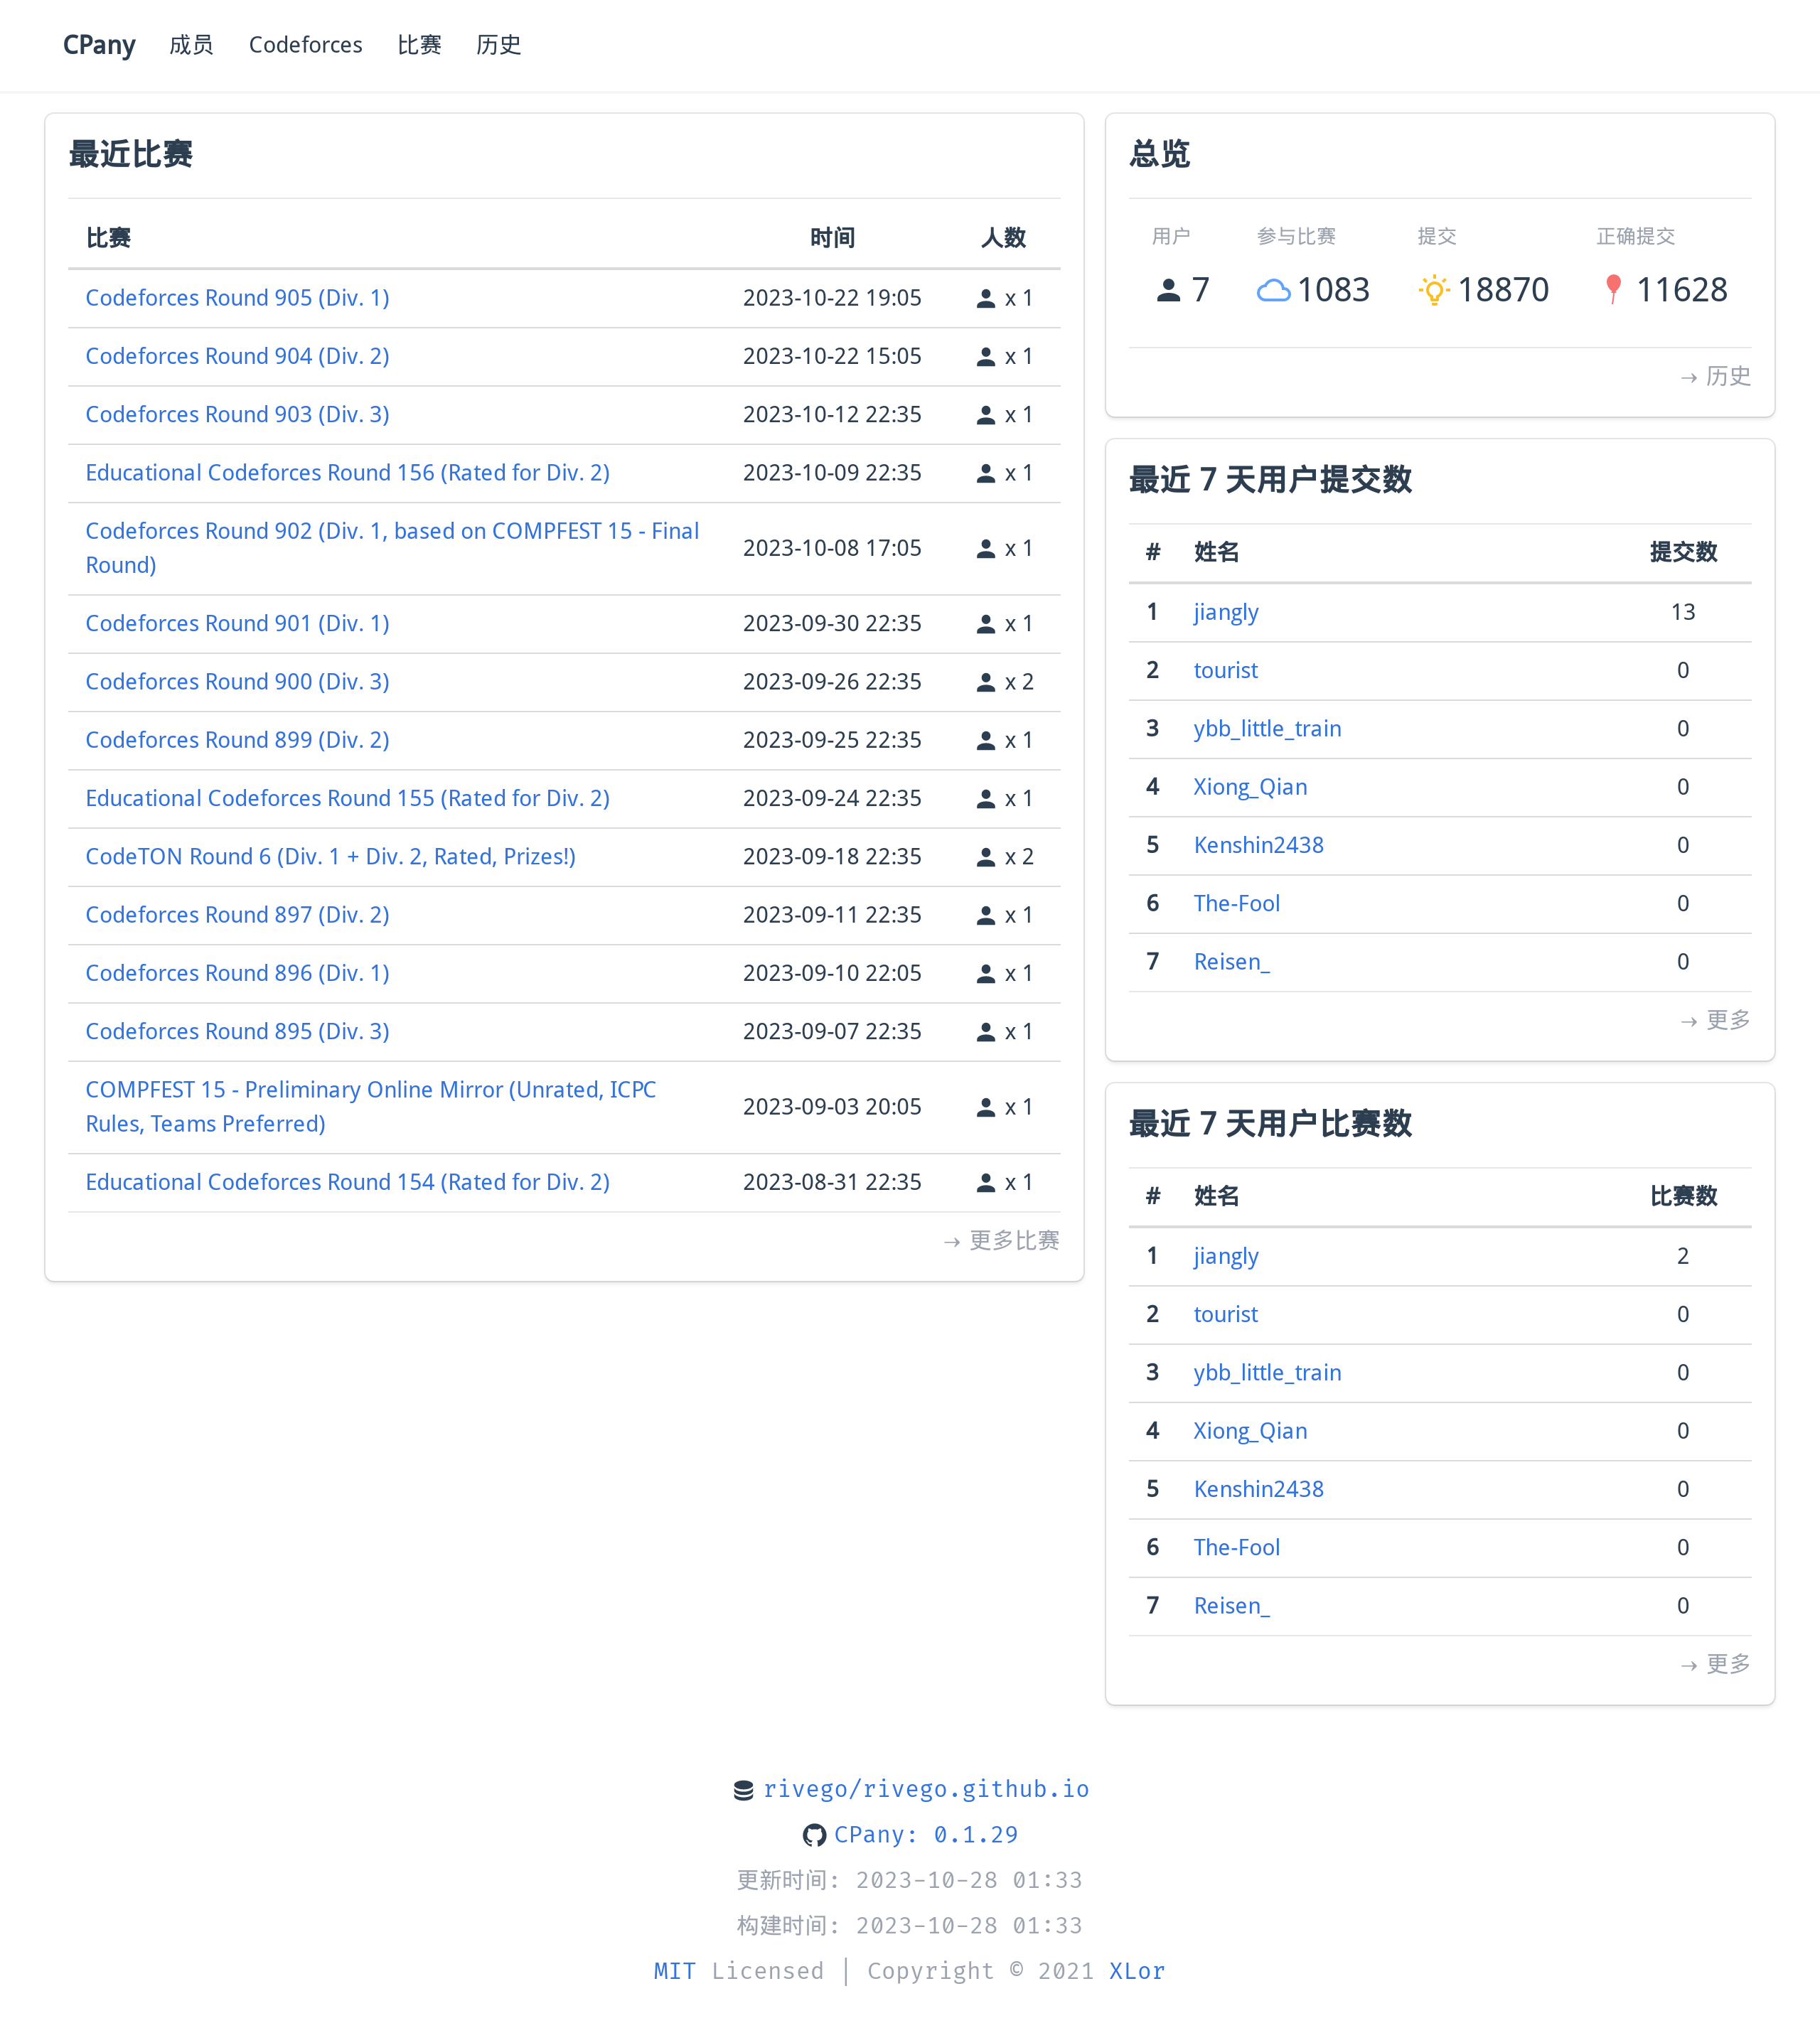 CPany 成员 Codeforces 比赛 历史
最近比赛
比赛 时间 人数
Codeforces Round 905 (Div. 1) 2023-10-22 19:05 x 1
Codeforces Round 904 (Div. 2) 2023-10-22 15:05 x 1
Codeforces Round 903 (Div. 3) 2023-10-12 22:35 x 1
Educational Codeforces Round 156 (Rated for Div. 2) 2023-10-09 22:35 x 1
Codeforces Round 902 (Div. 1, based on COMPFEST 15 - Final
Round) 2023-10-08 17:05 x 1
Codeforces Round 901 (Div. 1) 2023-09-30 22:35 x 1
Codeforces Round 900 (Div. 3) 2023-09-26 22:35 x 2
Codeforces Round 899 (Div. 2) 2023-09-25 22:35 x 1
Educational Codeforces Round 155 (Rated for Div. 2) 2023-09-24 22:35 x 1
CodeTON Round 6 (Div. 1 + Div. 2, Rated, Prizes!) 2023-09-18 22:35 x 2
Codeforces Round 897 (Div. 2) 2023-09-11 22:35 x 1
Codeforces Round 896 (Div. 1) 2023-09-10 22:05 x 1
Codeforces Round 895 (Div. 3) 2023-09-07 22:35 x 1
COMPFEST 15 - Preliminary Online Mirror (Unrated, ICPC
Rules, Teams Preferred) 2023-09-03 20:05 x 1
Educational Codeforces Round 154 (Rated for Div. 2) 2023-08-31 22:35 x 1
→ 更多比赛
总览
用户 参与比赛 提交 正确提交
7 1083 18870 11628
→ 历史
最近 7 天用户提交数
# 姓名 提交数
1 jiangly 13
2 tourist 0
3 ybb_little_train 0
4 Xiong_Qian 0
5 Kenshin2438 0
6 The-Fool 0
7 Reisen_ 0
→ 更多
最近 7 天用户比赛数
# 姓名 比赛数
1 jiangly 2
2 tourist 0
3 ybb_little_train 0
4 Xiong_Qian 0
5 Kenshin2438 0
6 The-Fool 0
7 Reisen_ 0
→ 更多
rivego/rivego.github.io
CPany: 0.1.29
更新时间: 2023-10-28 01:33
构建时间: 2023-10-28 01:33
MIT Licensed | Copyright © 2021 XLor